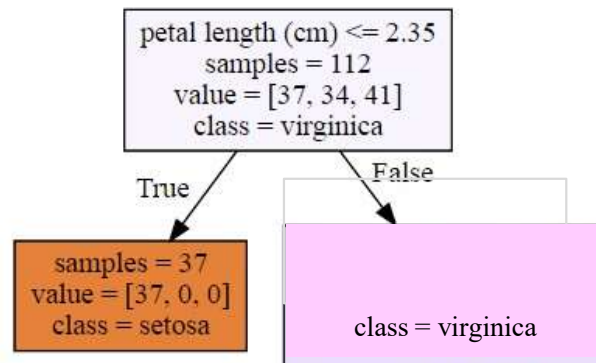 petal length (cm) <= 2.35
samples = 112
value = [37, 34, 41]
class = virginica
True
False
samples = 37
value = [37, 0, 0]
class = setosa
class = virginica